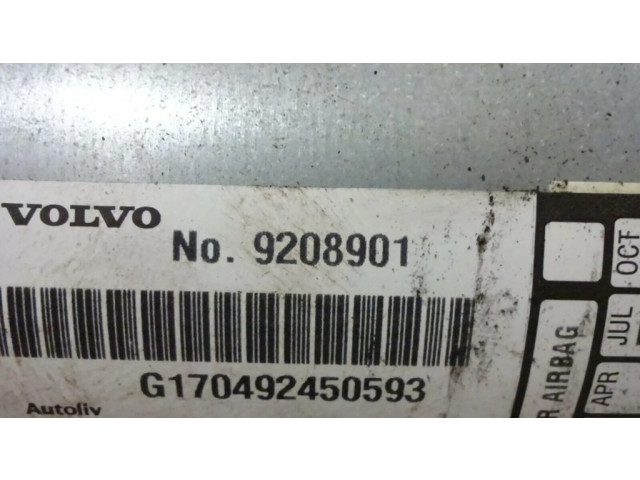 VOLVO
No. 9208901
G170492450593
Autoliv
R AIRBAG
APR JUL OCT